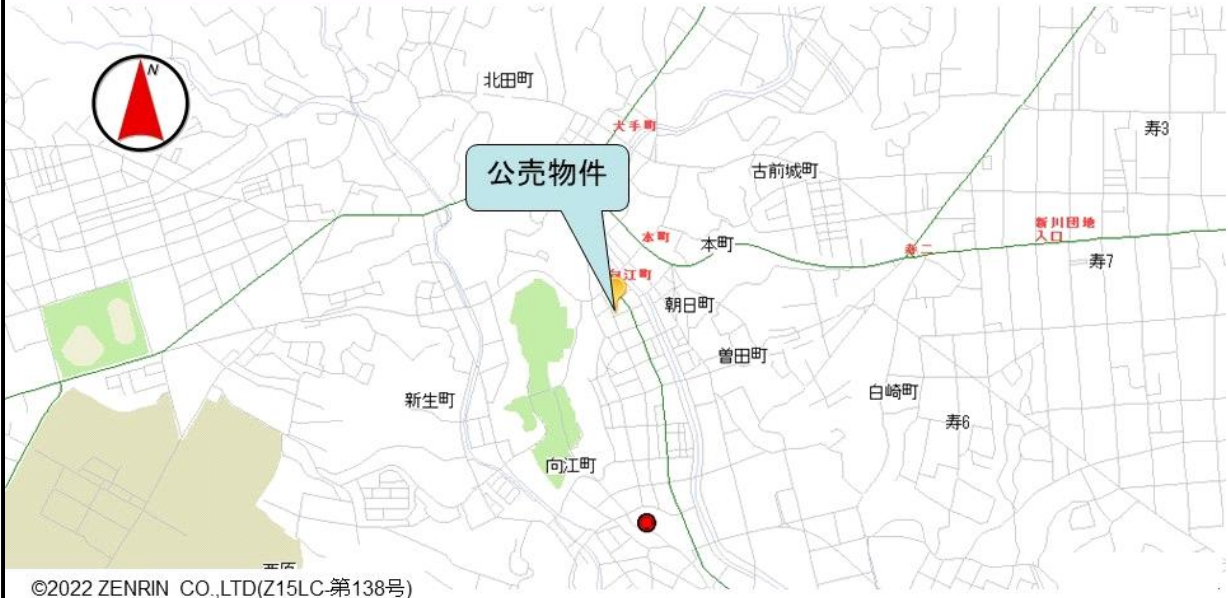 N
北田町
大手町
寿3
公売物件
古前城町
新川団地
入口
本町
本町
寿二
寿7
向江町
朝日町
曽田町
新生町
白崎町
寿6
向江町
©2022 ZENRIN CO.,LTD(Z15LC-第138号)